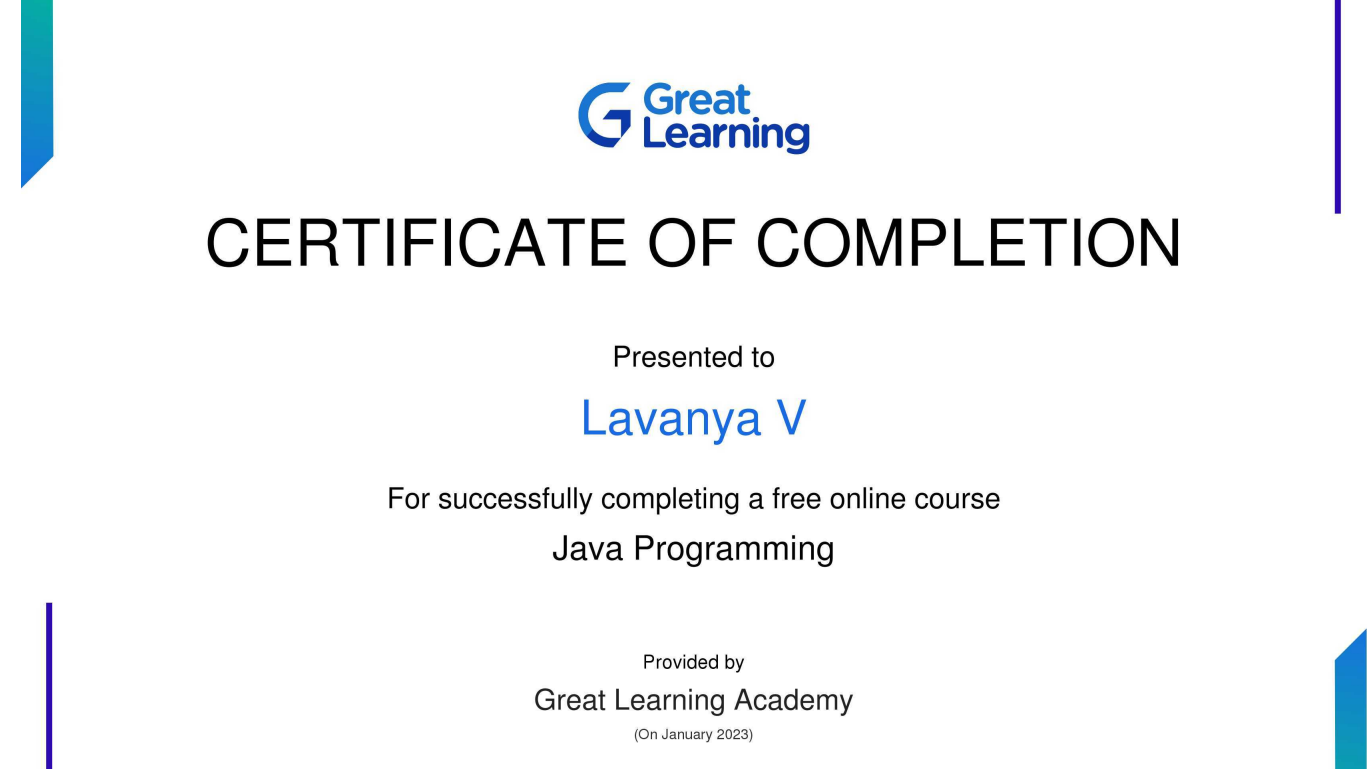 Great
Learning
CERTIFICATE OF COMPLETION
Presented to
Lavanya V
For successfully completing a free online course
Java Programming
Provided by
Great Learning Academy
(On January 2023)